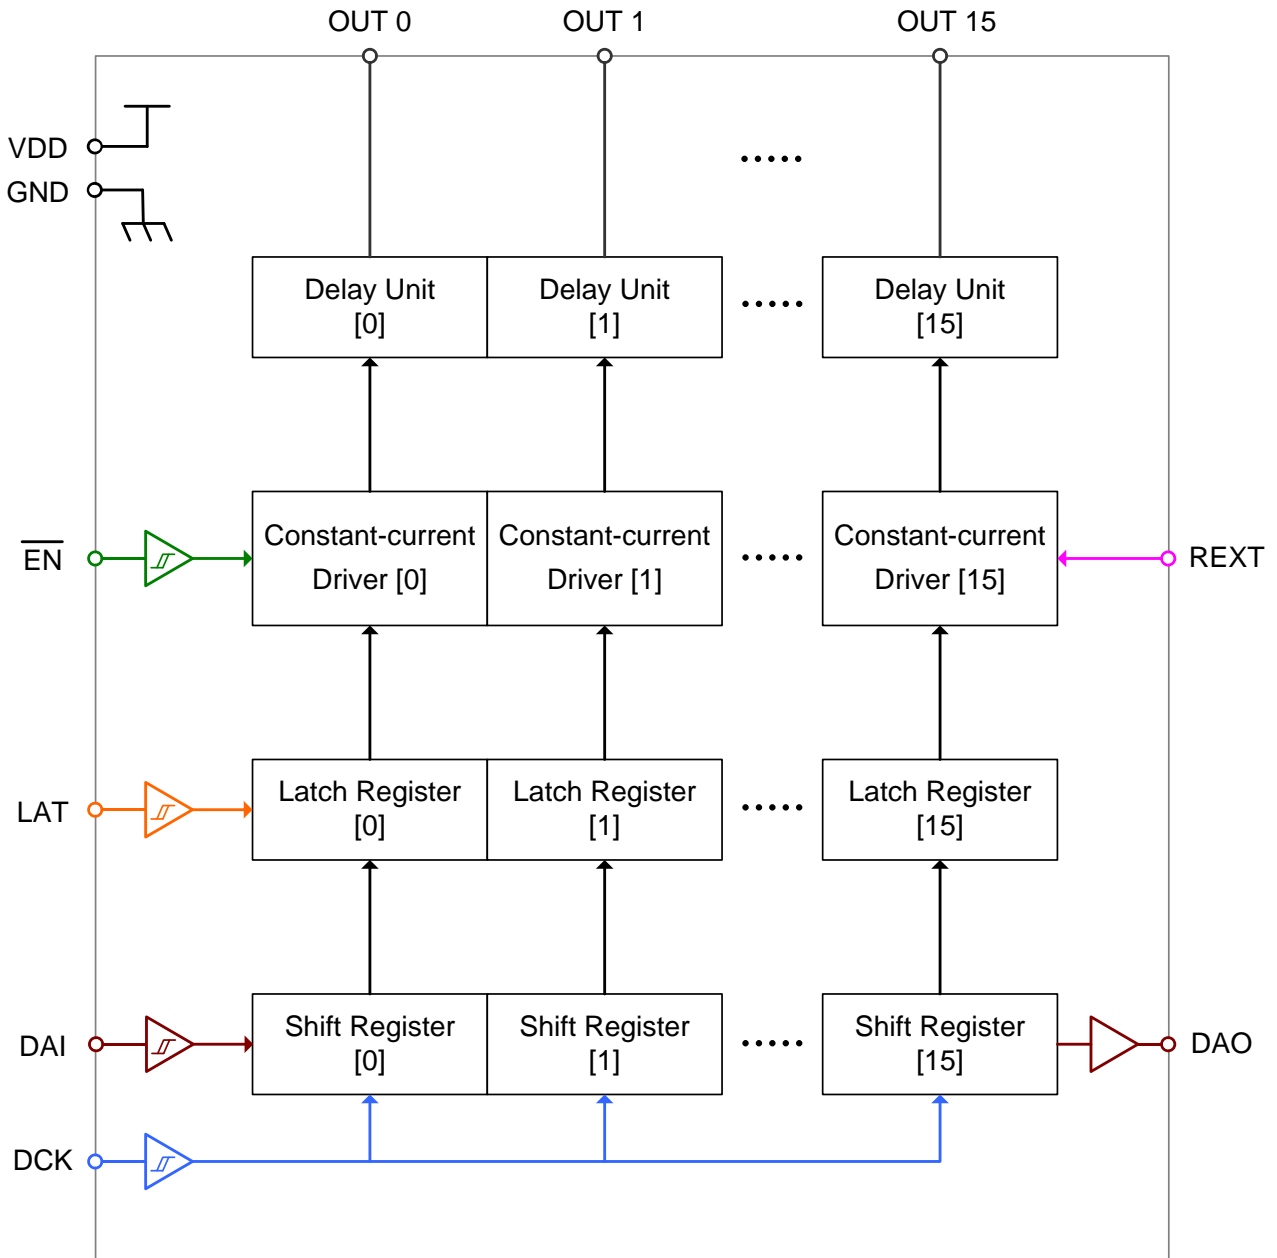 OUT 0 OUT 1 OUT 15
VDD
GND
Delay Unit [0]
Delay Unit [1]
Delay Unit [15]
EN
Constant-current
Driver [0]
Constant-current
Driver [1]
Constant-current
Driver [15]
REXT
LAT
Latch Register
[0]
Latch Register
[1]
Latch Register
[15]
DAI
Shift Register
[0]
Shift Register
[1]
Shift Register
[15]
DAO
DCK